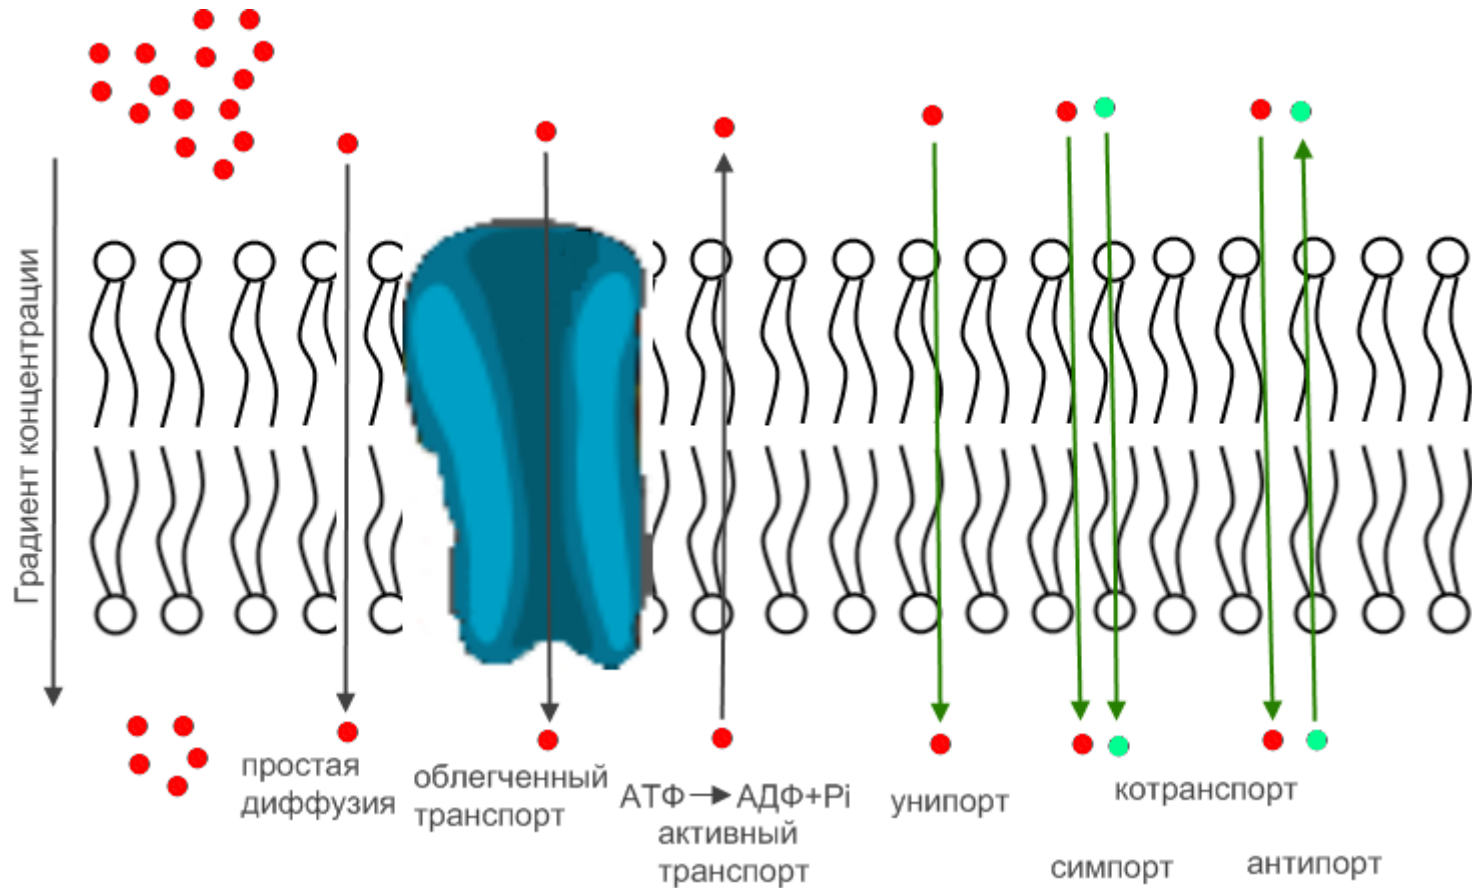 Градиент концентрации
простая
диффузия
облегченный
транспорт
АТФ → АДФ+Pi
активный
транспорт
унипорт
котранспорт
симпорт
антипорт